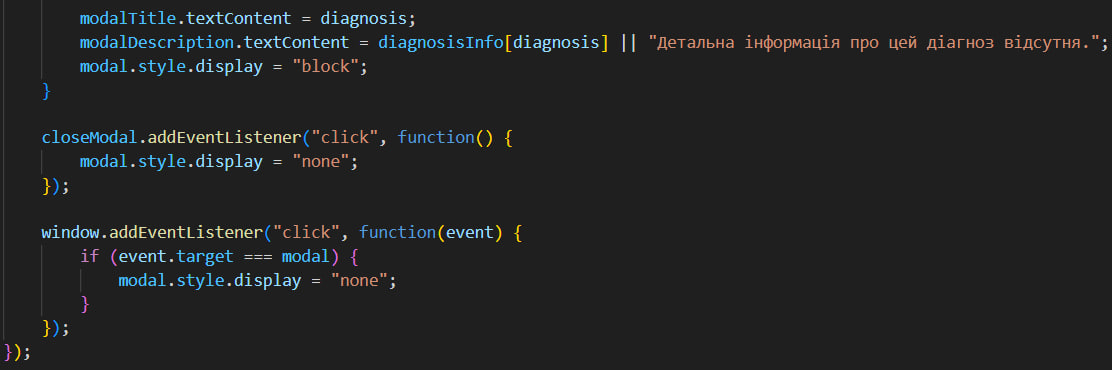 modalTitle.textContent = diagnosis;
modalDescription.textContent = diagnosisInfo[diagnosis] || "Детальна інформація про цей діагноз відсутня.";
modal.style.display = "block";
}
closeModal.addEventListener("click", function() {
modal.style.display = "none";
});
window.addEventListener("click", function(event) {
if (event.target === modal) {
modal.style.display = "none";
}
});
});